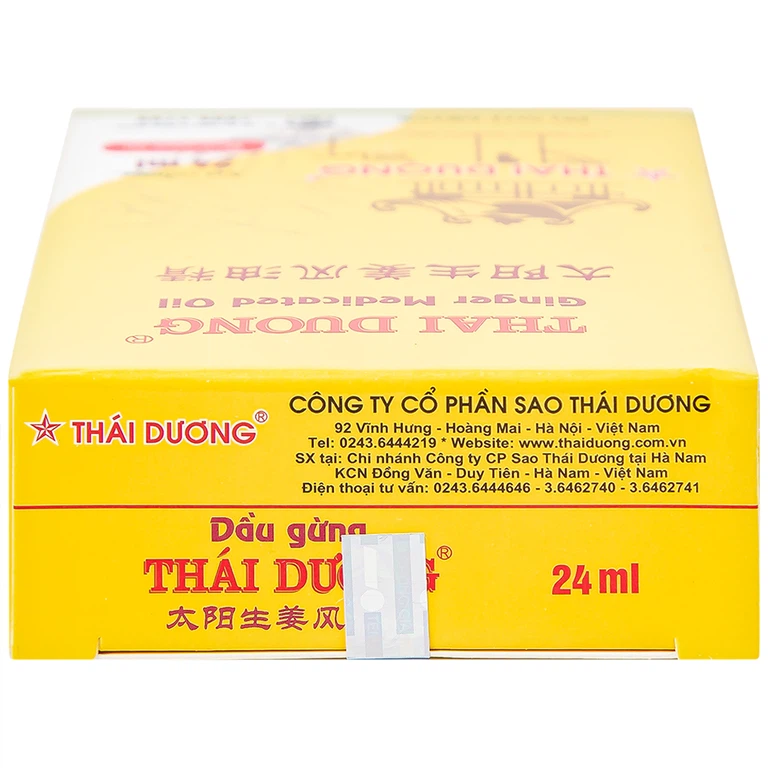 24 ml
THAI DUONG®
太阳生姜风油精
Ginger Medicated Oil
THAI DUONG®
THÁI DƯƠNG®
CÔNG TY CỔ PHẦN SAO THÁI DƯƠNG
92 Vĩnh Hưng - Hoàng Mai - Hà Nội - Việt Nam
Tel: 0243.6444219 * Website: www.thaiduong.com.vn
SX tại: Chi nhánh Công ty CP Sao Thái Dương tại Hà Nam
KCN Đồng Văn - Duy Tiên - Hà Nam - Việt Nam
Điện thoại tư vấn: 0243.6444646 - 3.6462740 - 3.6462741
Dầu gừng
THÁI DƯƠNG®
太阳生姜风
24 ml